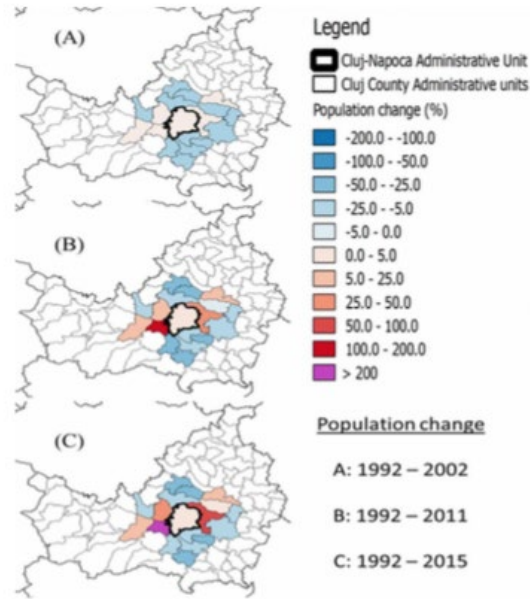 (A)
(B)
(C)
Legend
Cluj-Napoca Administrative Unit
Cluj County Administrative units
Population change (%)
-200.0 - -100.0
-100.0 - -50.0
-50.0 - -25.0
-25.0 - -5.0
-5.0 - 0.0
0.0 - 5.0
5.0 - 25.0
25.0 - 50.0
50.0 - 100.0
100.0 - 200.0
> 200
Population change
A: 1992 – 2002
B: 1992 – 2011
C: 1992 – 2015